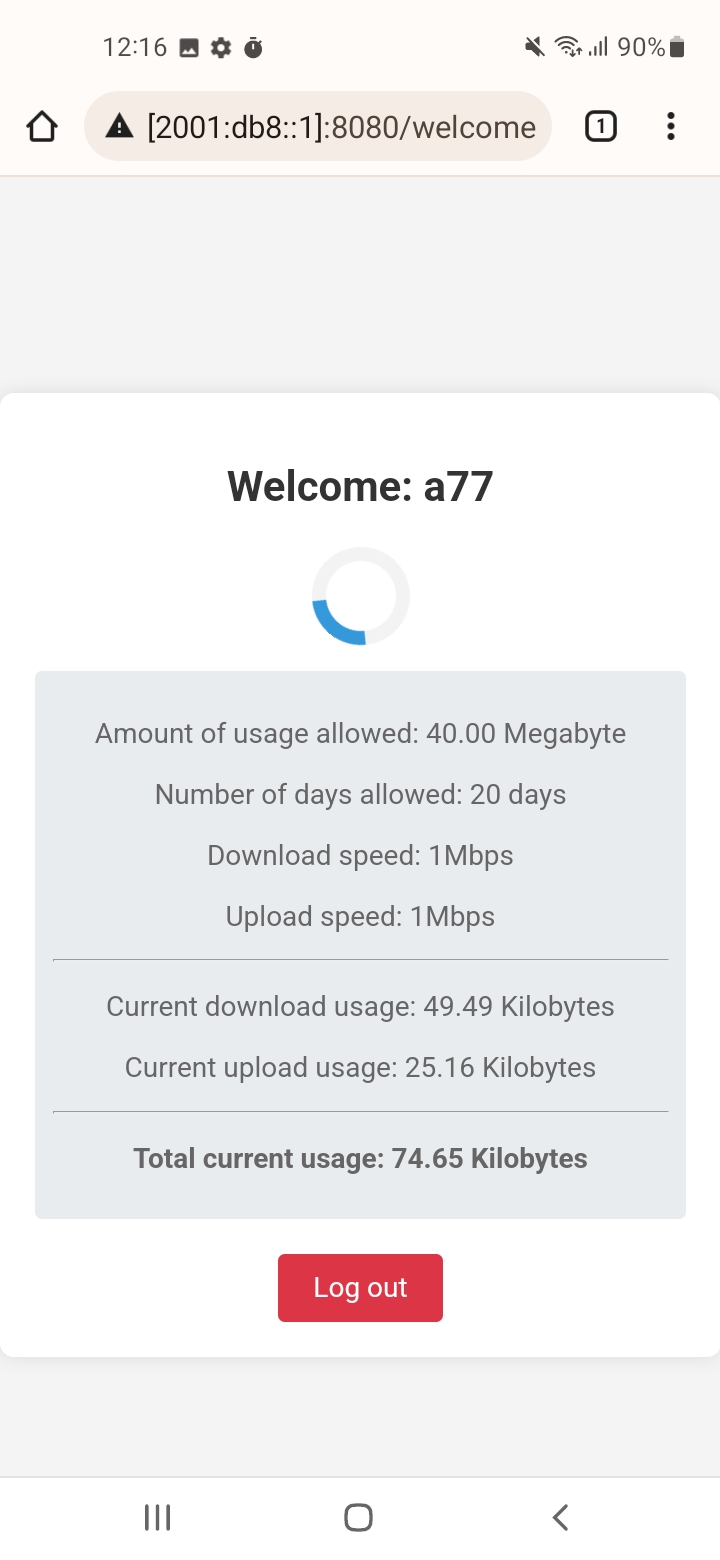 12:16
90%
[2001:db8::1]:8080/welcome
1
Welcome: a77
Amount of usage allowed: 40.00 Megabyte
Number of days allowed: 20 days
Download speed: 1Mbps
Upload speed: 1Mbps
Current download usage: 49.49 Kilobytes
Current upload usage: 25.16 Kilobytes
Total current usage: 74.65 Kilobytes
Log out